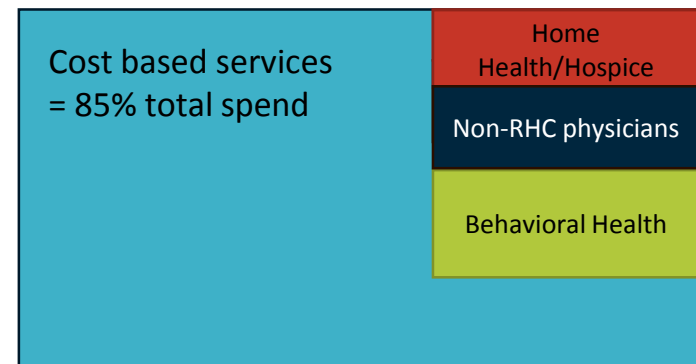 Cost based services
= 85% total spend
Home
Health/Hospice
Non-RHC physicians
Behavioral Health